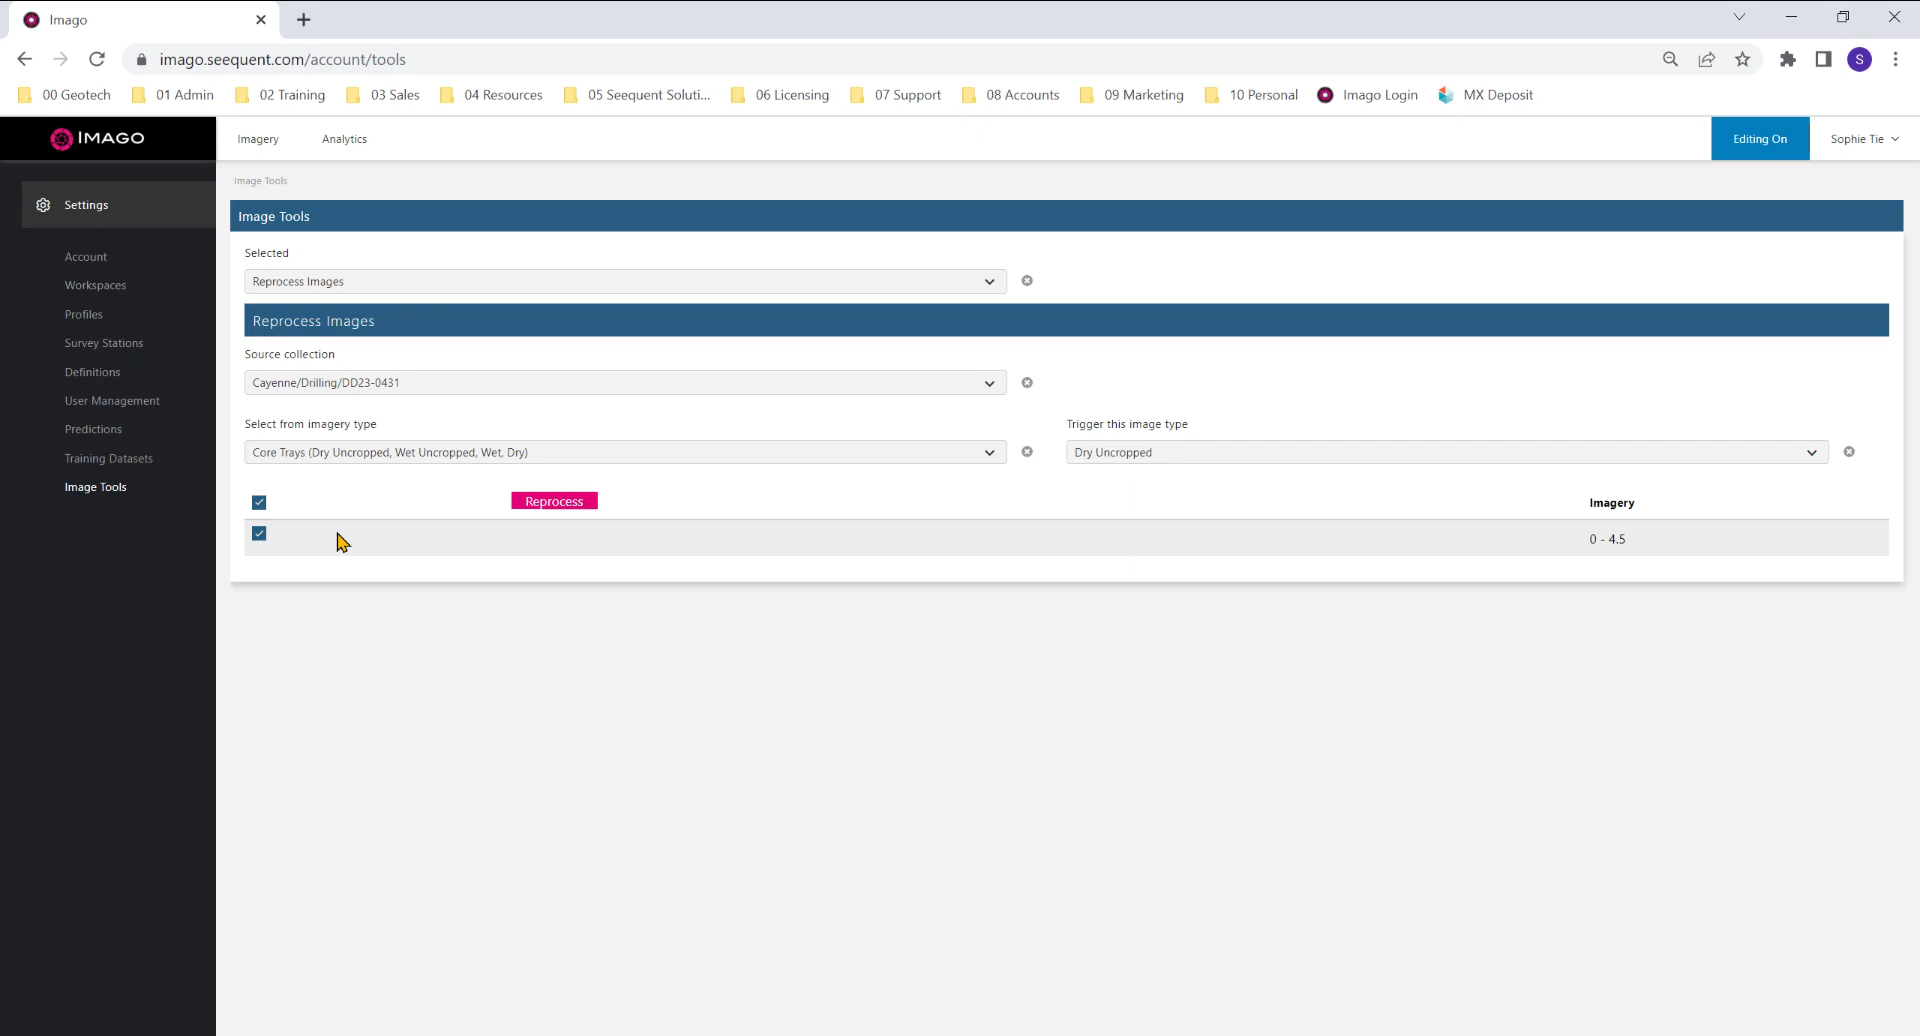 Imago
imago.seequent.com/account/tools
S
00 Geotech 01 Admin 02 Training 03 Sales 04 Resources 05 Seequent Soluti... 06 Licensing 07 Support 08 Accounts 09 Marketing 10 Personal Imago Login MX Deposit
IMAGO Imagery Analytics Editing On Sophie Tie
Image Tools
Settings
Account
Workspaces
Profiles
Survey Stations
Definitions
User Management
Predictions
Training Datasets
Image Tools
Image Tools
Selected
Reprocess Images
Reprocess Images
Source collection
Cayenne/Drilling/DD23-0431
Select from imagery type Trigger this image type
Core Trays (Dry Uncropped, Wet Uncropped, Wet, Dry) Dry Uncropped
Reprocess Imagery
0 - 4.5